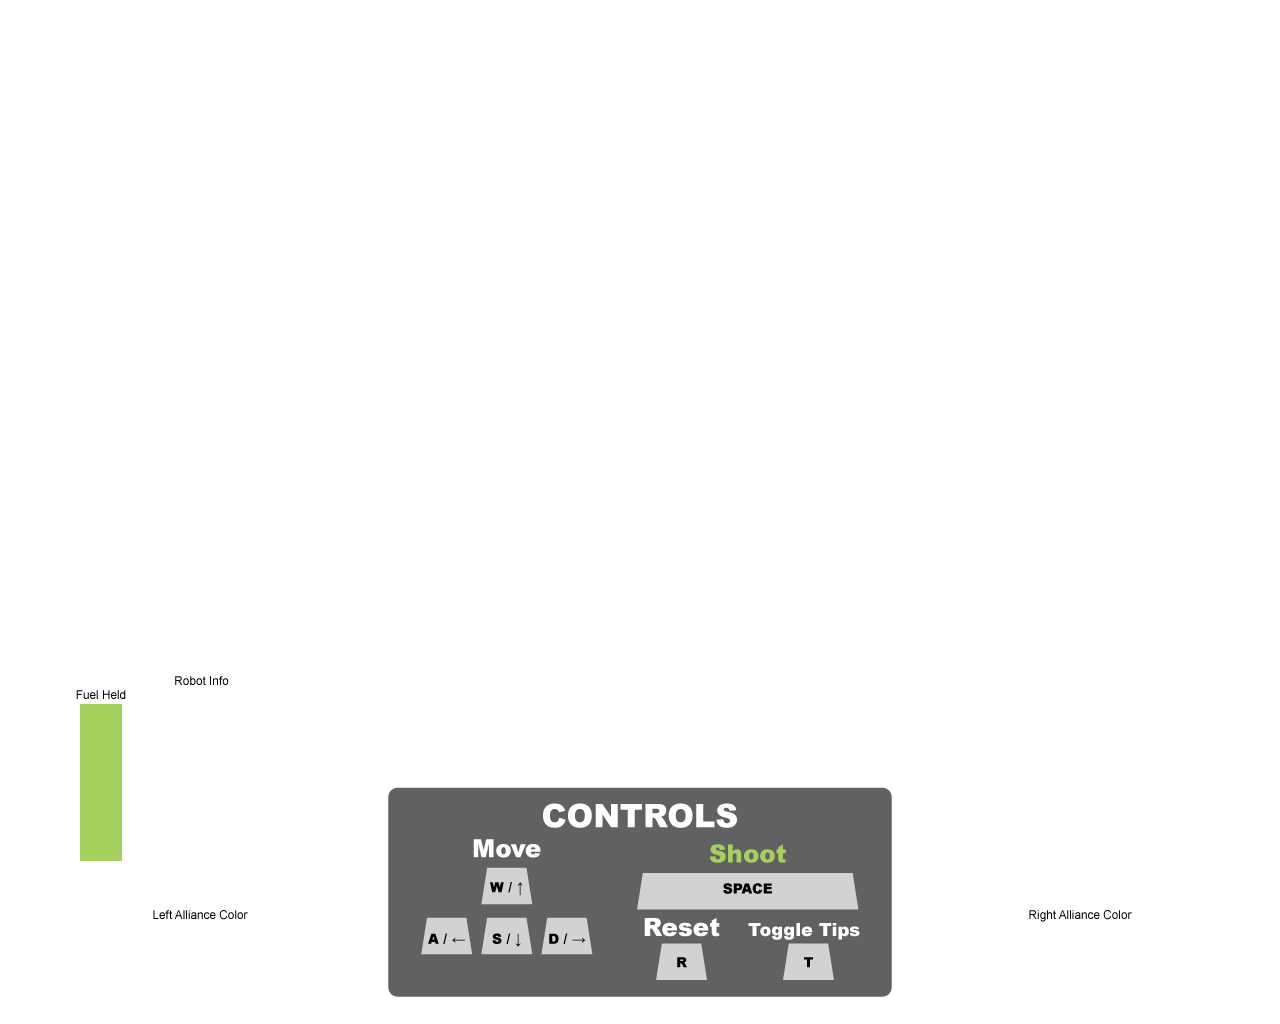 Robot Info
Fuel Held
CONTROLS
Move
Shoot
W / ↑
SPACE
A / ←
S / ↓
D / →
Reset
Toggle Tips
R
T
Left Alliance Color
Right Alliance Color